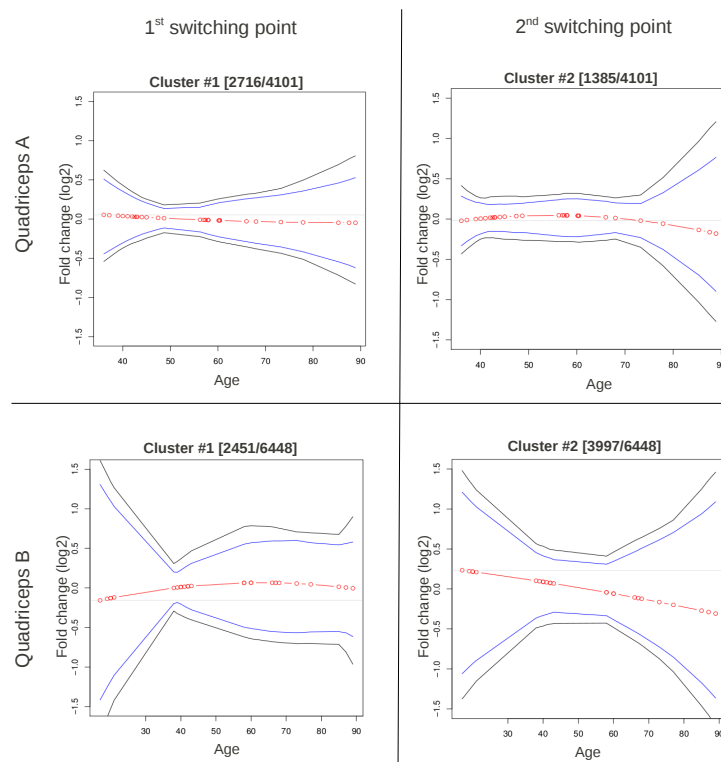 1st switching point
2nd switching point
Quadriceps A
Cluster #1 [2716/4101]
Fold change (log2)
1.5
1.0
0.5
0.0
−0.5
−1.0
−1.5
40 50 60 70 80 90
Age
Cluster #2 [1385/4101]
Fold change (log2)
1.5
1.0
0.5
0.0
−0.5
−1.0
−1.5
40 50 60 70 80 90
Age
Quadriceps B
Cluster #1 [2451/6448]
Fold change (log2)
1.5
1.0
0.5
0.0
−0.5
−1.0
−1.5
30 40 50 60 70 80 90
Age
Cluster #2 [3997/6448]
Fold change (log2)
1.5
1.0
0.5
0.0
−0.5
−1.0
−1.5
30 40 50 60 70 80 90
Age